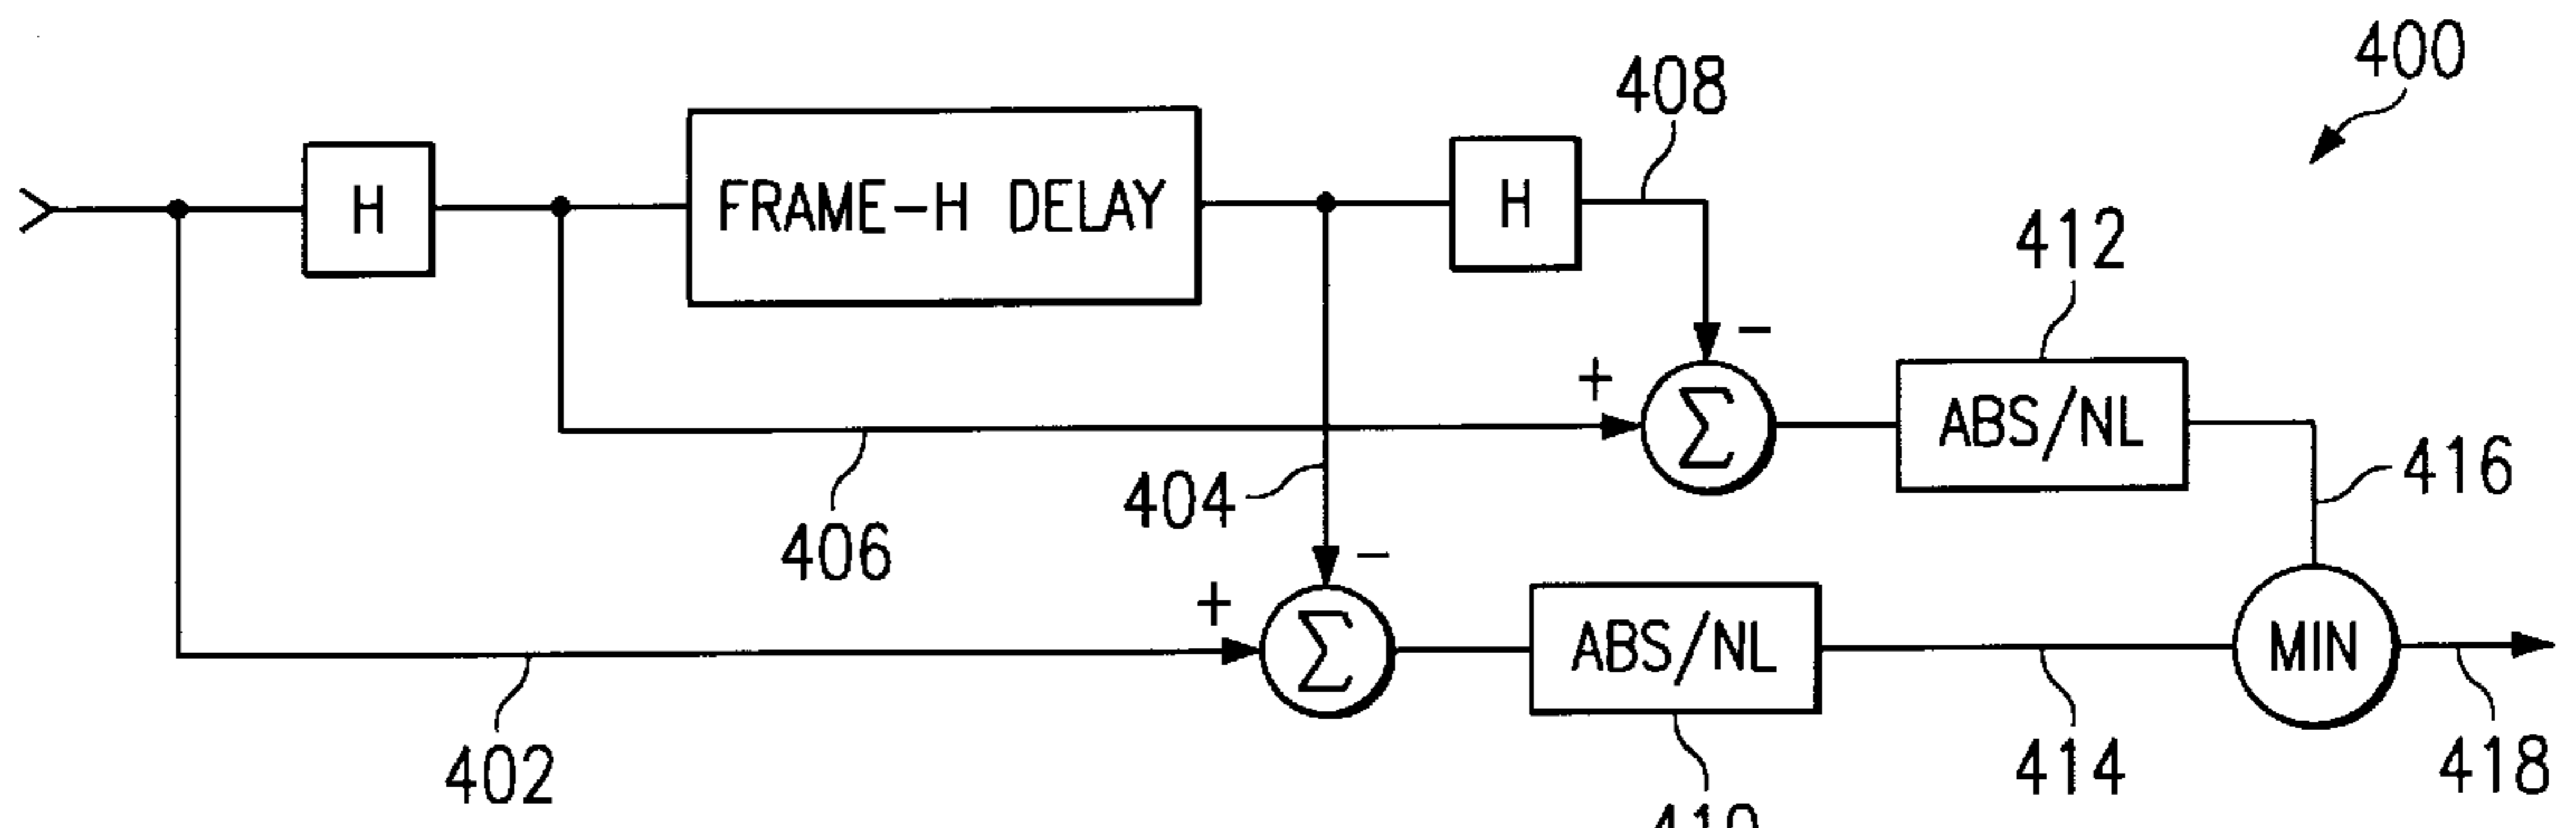 400
408
H
FRAME-H DELAY
H
412
-
+
Σ
ABS/NL
416
404
406
-
+
Σ
ABS/NL
MIN
402
414
418